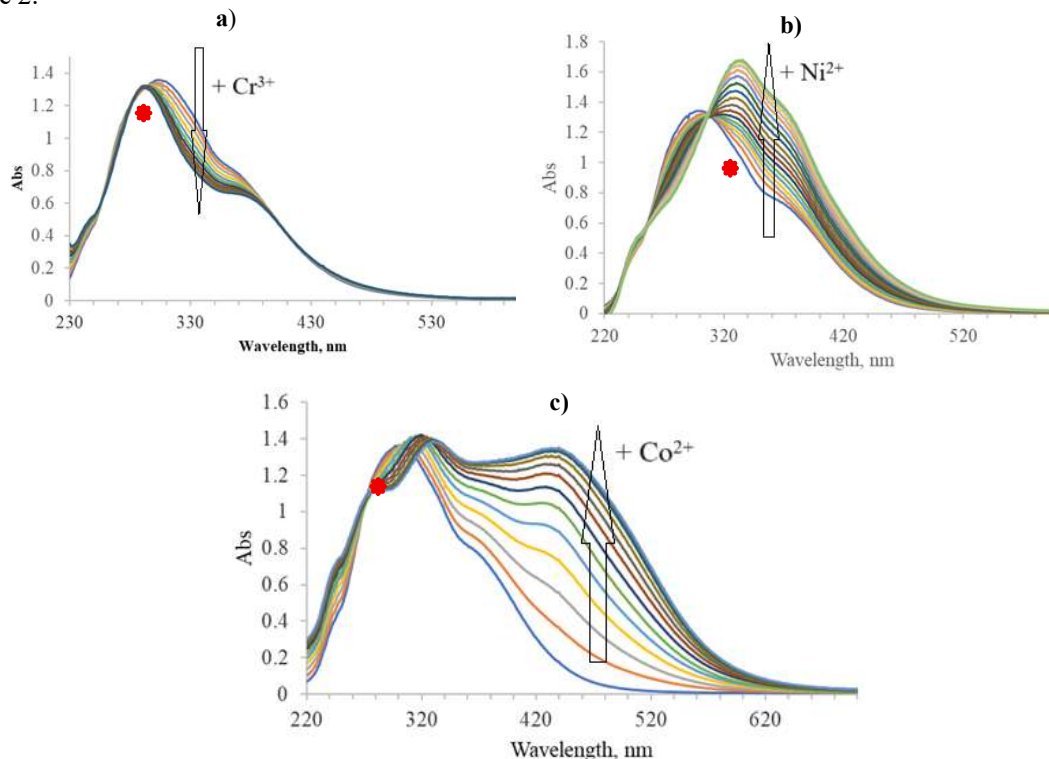 a)
1.4
1.2
1
0.8
0.6
0.4
0.2
0
Abs
+ Cr³⁺
230 330 430 530
Wavelength, nm
b)
1.8
1.6
1.4
1.2
1
0.8
0.6
0.4
0.2
0
Abs
+ Ni²⁺
220 320 420 520
Wavelength, nm
c)
1.6
1.4
1.2
1
0.8
0.6
0.4
0.2
0
Abs
+ Co²⁺
220 320 420 520 620
Wavelength, nm